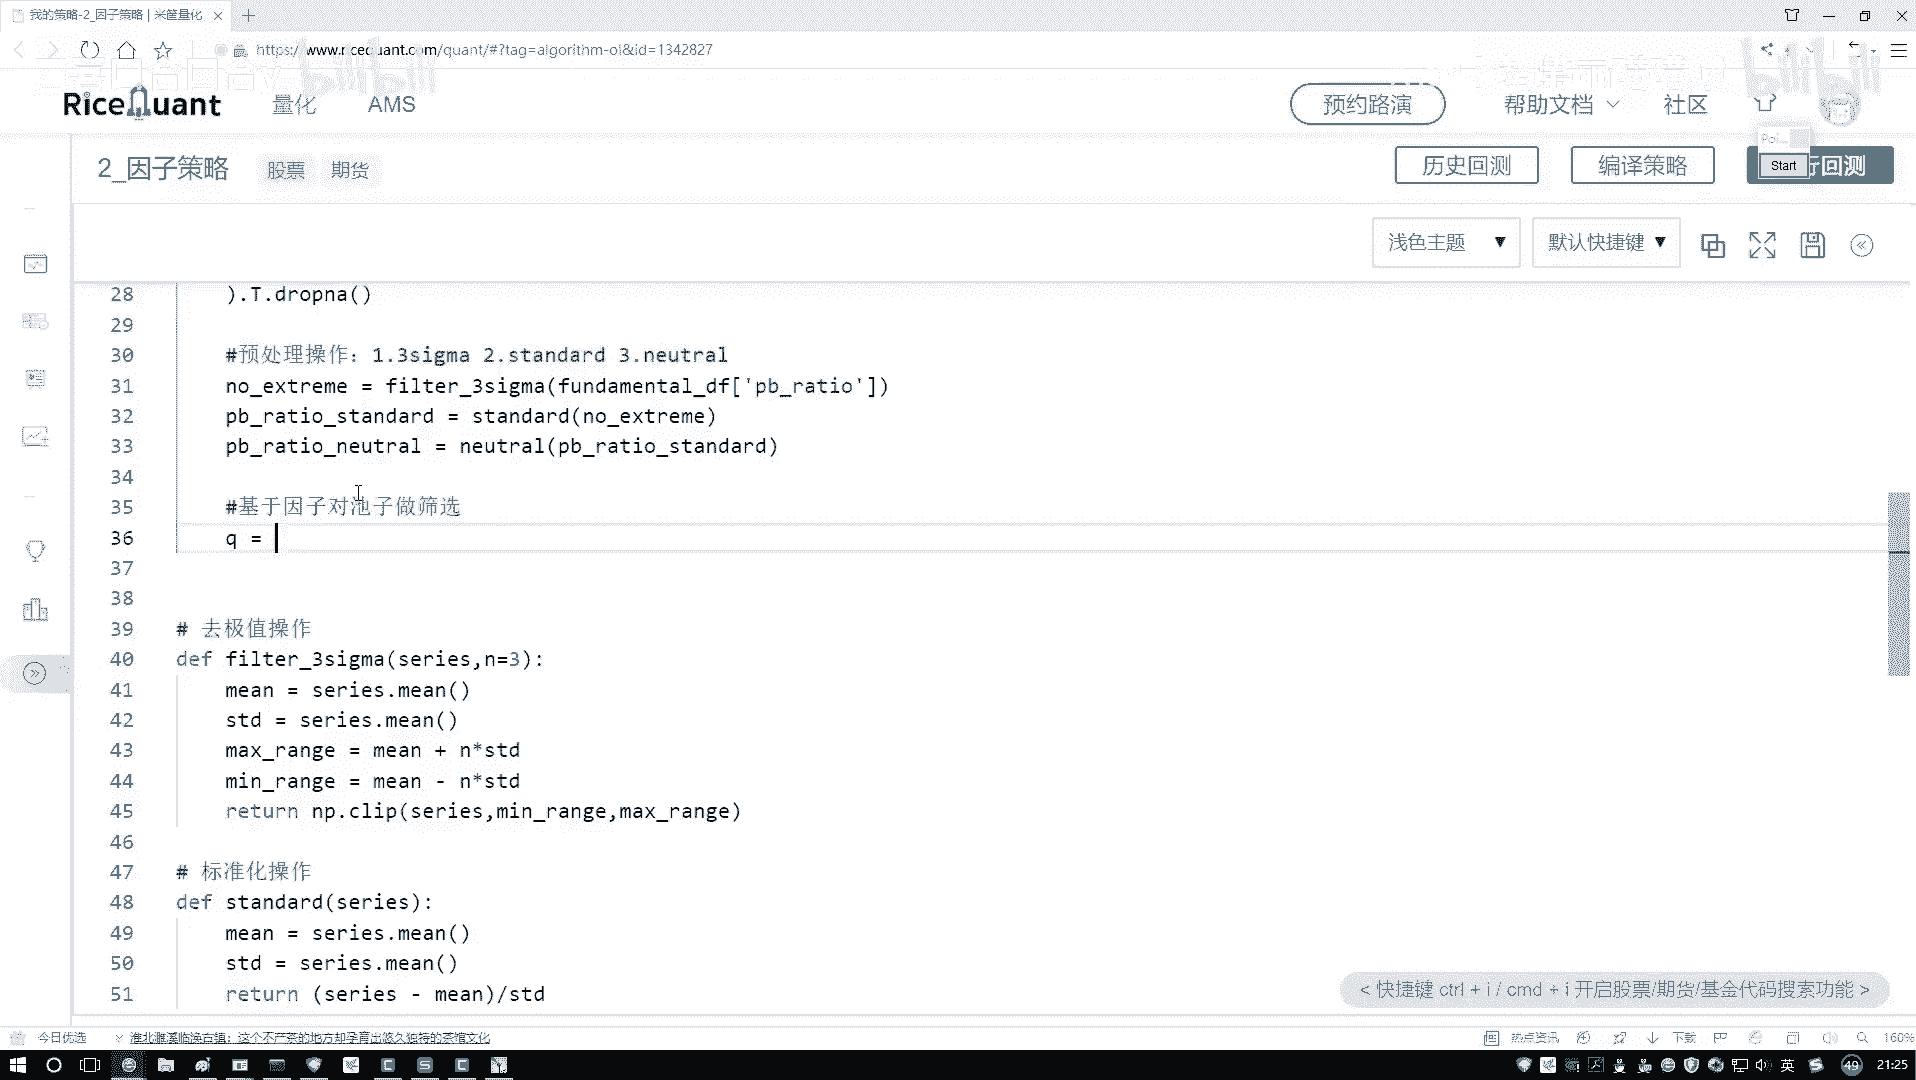 我的策略-2_因子策略 | 米筐量化
https://www.ricequant.com/quant/#?tag=algorithm-ol&id=1342827
bilibili
bilibili
RiceQuant 量化 AMS 预约路演 帮助文档 社区
2_因子策略 股票 期货 历史回测 编译策略 Start 行回测
浅色主题 ▼ 默认快捷键 ▼
28 ).T.dropna()
29
30 #预处理操作：1.3sigma 2.standard 3.neutral
31 no_extreme = filter_3sigma(fundamental_df['pb_ratio'])
32 pb_ratio_standard = standard(no_extreme)
33 pb_ratio_neutral = neutral(pb_ratio_standard)
34
35 #基于因子对池子做筛选
36 q =
37
38
39 # 去极值操作
40 def filter_3sigma(series,n=3):
41 mean = series.mean()
42 std = series.mean()
43 max_range = mean + n*std
44 min_range = mean - n*std
45 return np.clip(series,min_range,max_range)
46
47 # 标准化操作
48 def standard(series):
49 mean = series.mean()
50 std = series.mean()
51 return (series - mean)/std
< 快捷键 ctrl + i / cmd + i 开启股票/期货/基金代码搜索功能 >
今日优选 淮北濉溪临涣古镇：这个不产茶的地方却孕育出悠久独特的茶馆文化 热点资讯 下载 160%
英 49 21:25